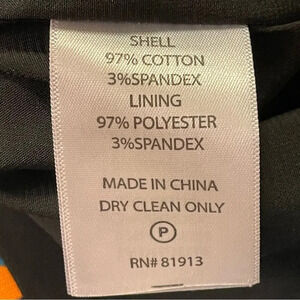 SHELL
97% COTTON
3%SPANDEX
LINING
97% POLYESTER
3%SPANDEX
MADE IN CHINA
DRY CLEAN ONLY
P
RN# 81913